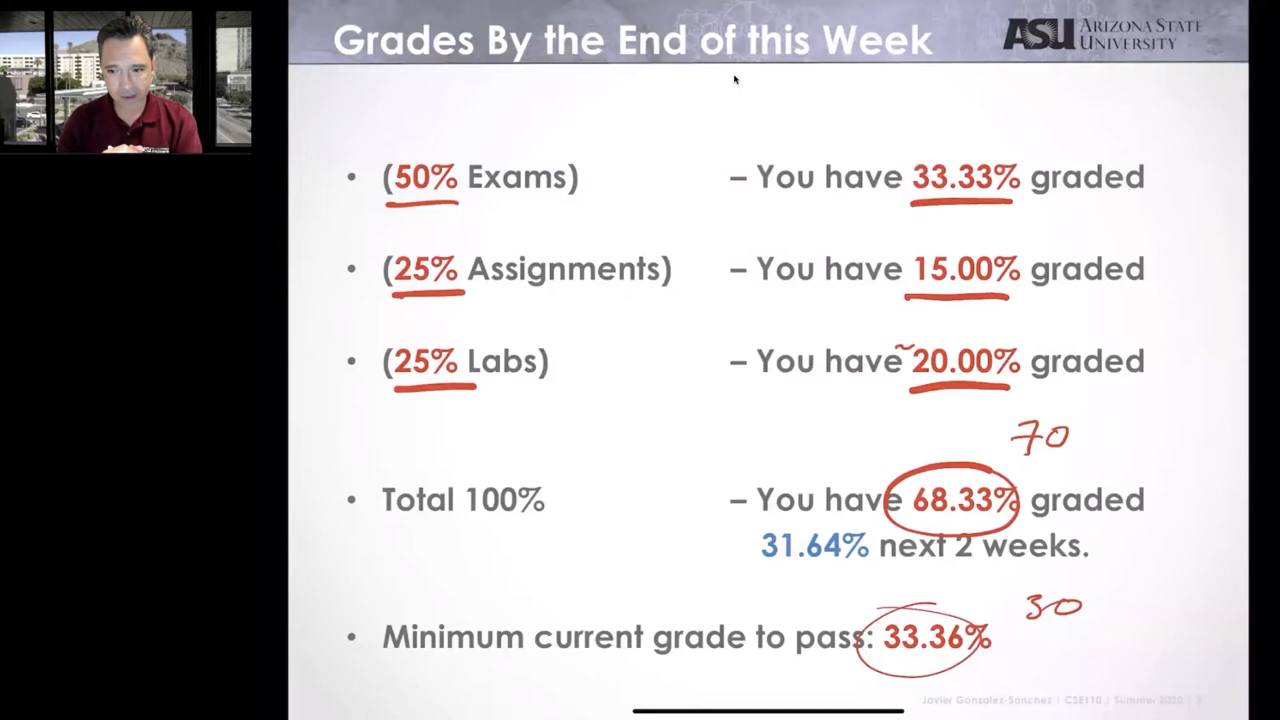 Grades By the End of this Week
ASU ARIZONA STATE
UNIVERSITY
• (50% Exams) – You have 33.33% graded
• (25% Assignments) – You have 15.00% graded
• (25% Labs) – You have ~20.00% graded
70
• Total 100% – You have 68.33% graded
31.64% next 2 weeks.
30
• Minimum current grade to pass: 33.36%
Javier Gonzalez-Sanchez | CSE110 | Summer 2020 |